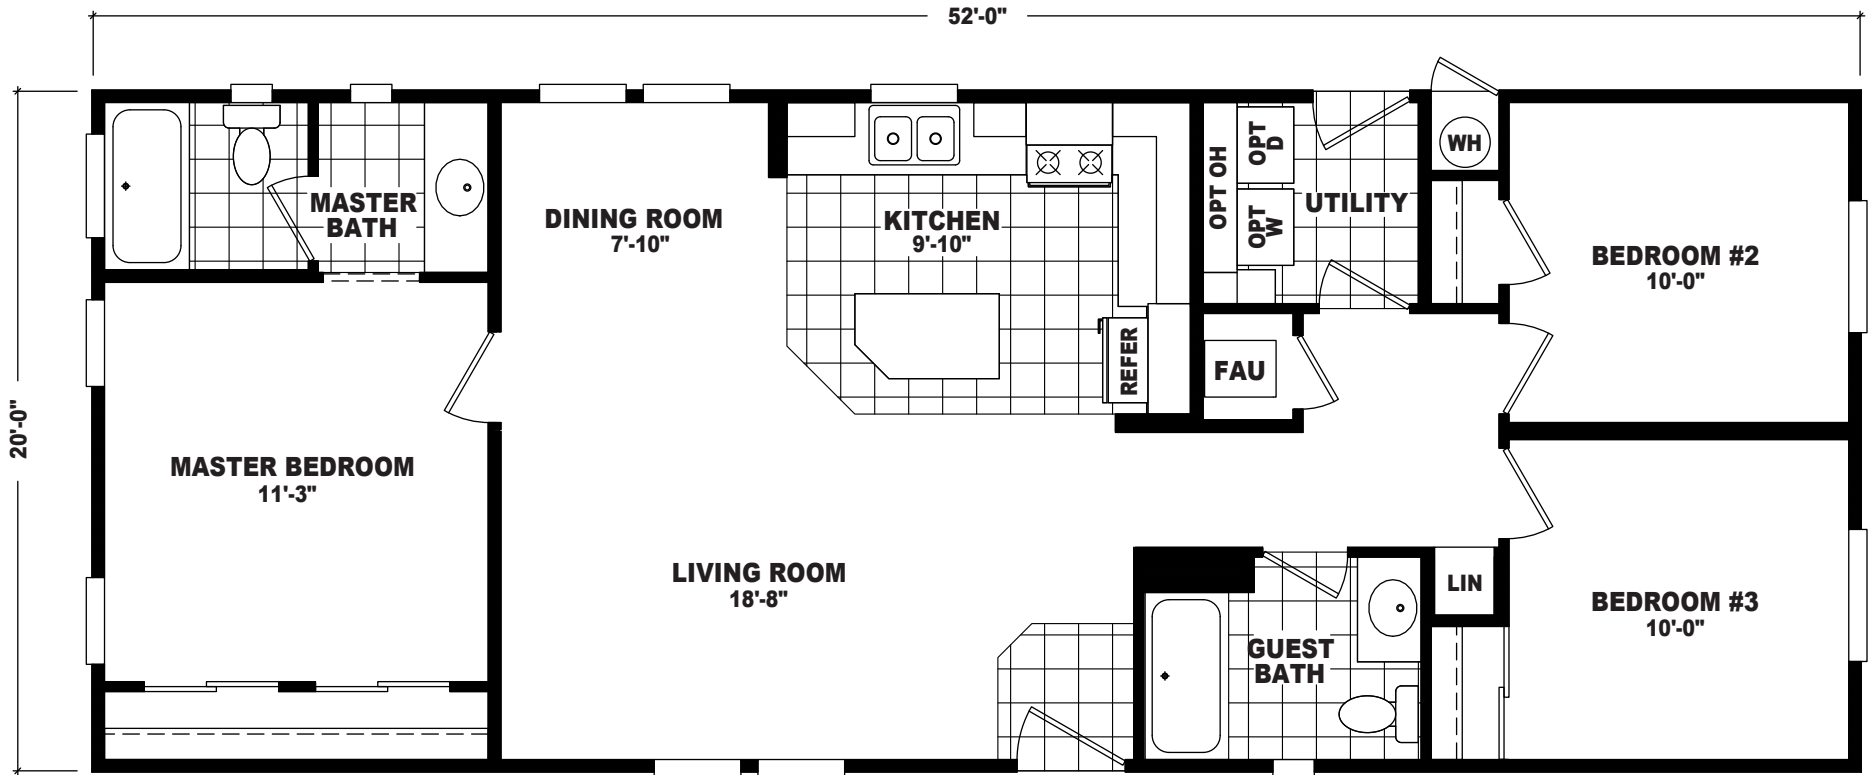 52'-0"
20'-0"
MASTER
BATH
DINING ROOM
7'-10"
KITCHEN
9'-10"
OPT OH
OPT
D
OPT
W
UTILITY
WH
BEDROOM #2
10'-0"
REFER
FAU
MASTER BEDROOM
11'-3"
LIVING ROOM
18'-8"
GUEST
BATH
LIN
BEDROOM #3
10'-0"